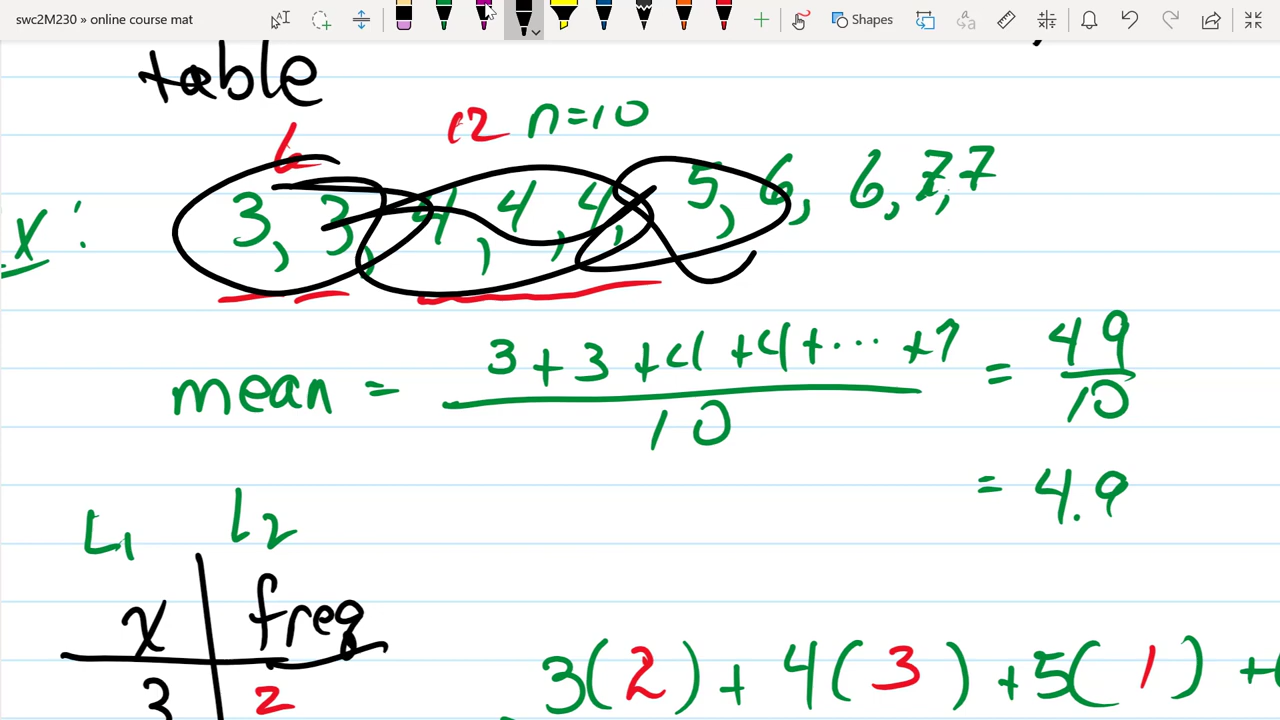 swc2M230 » online course mat
Shapes
table
6 12 n=10
x: 3, 3, 4, 4, 4, 5, 6, 6, 7, 7
mean = 3 + 3 + 4 + 4 + ... + 7 / 10 = 49 / 10
= 4.9
L1 L2
x freq
3 2
3(2) + 4(3) + 5(1) +